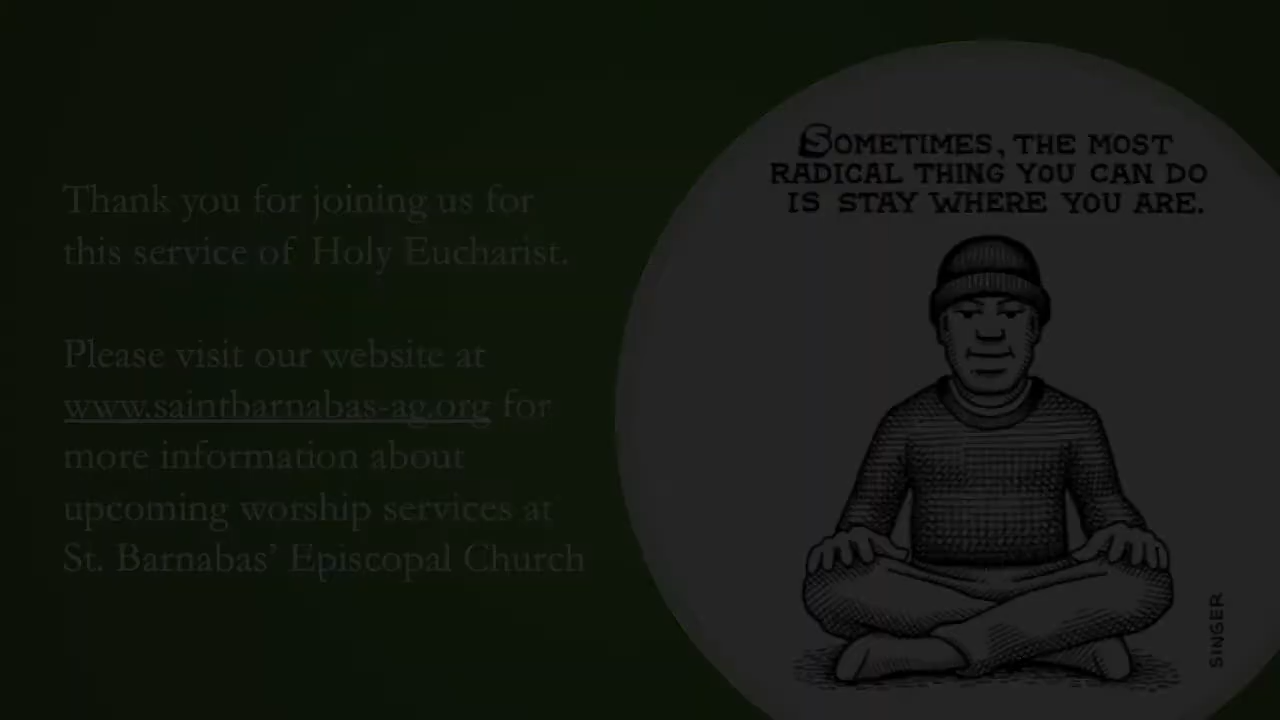 Thank you for joining us for
this service of Holy Eucharist.
Please visit our website at
www.saintbarnabas-ag.org for
more information about
upcoming worship services at
St. Barnabas’ Episcopal Church
SOMETIMES, THE MOST
RADICAL THING YOU CAN DO
IS STAY WHERE YOU ARE.
SINGER